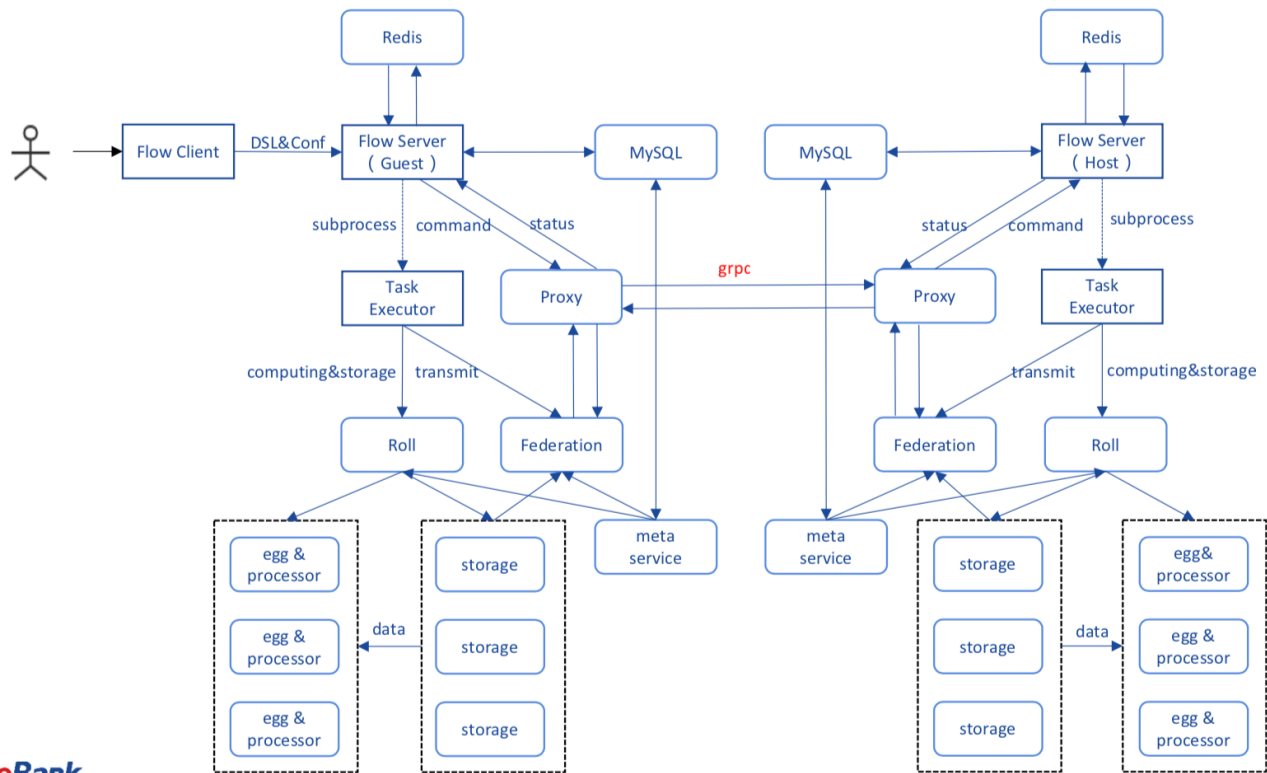 Redis
Redis
Flow Client
DSL&Conf
Flow Server
( Guest )
MySQL
MySQL
Flow Server
( Host )
subprocess
command
status
status
command
subprocess
grpc
Task
Executor
Proxy
Proxy
Task
Executor
computing&storage
transmit
transmit
computing&storage
Roll
Federation
Federation
Roll
meta
service
meta
service
egg &
processor
storage
storage
egg&
processor
data
egg &
processor
storage
storage
data
egg &
processor
egg &
processor
storage
storage
egg &
processor
eBank